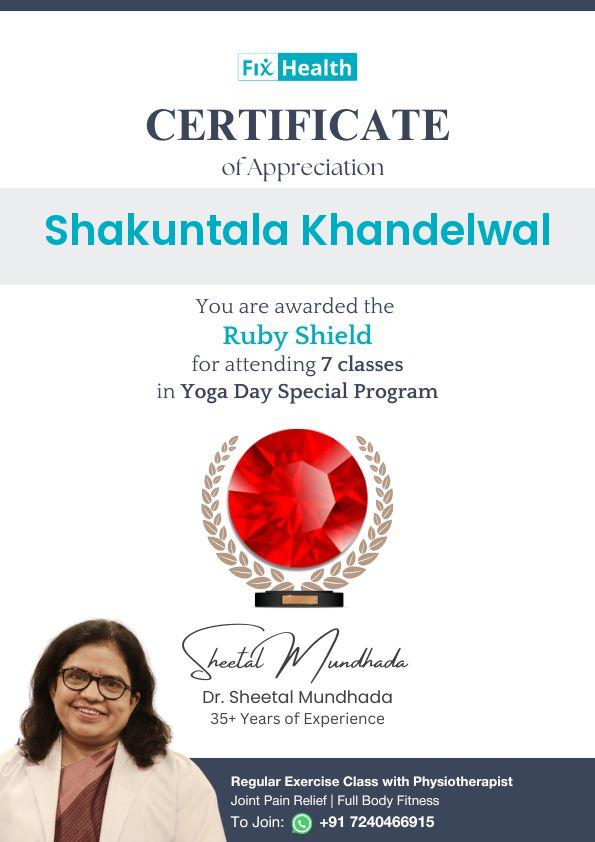 Fix Health
CERTIFICATE
of Appreciation
Shakuntala Khandelwal
You are awarded the
Ruby Shield
for attending 7 classes
in Yoga Day Special Program
Sheetal Mundhada
Dr. Sheetal Mundhada
35+ Years of Experience
Regular Exercise Class with Physiotherapist
Joint Pain Relief | Full Body Fitness
To Join: +91 7240466915